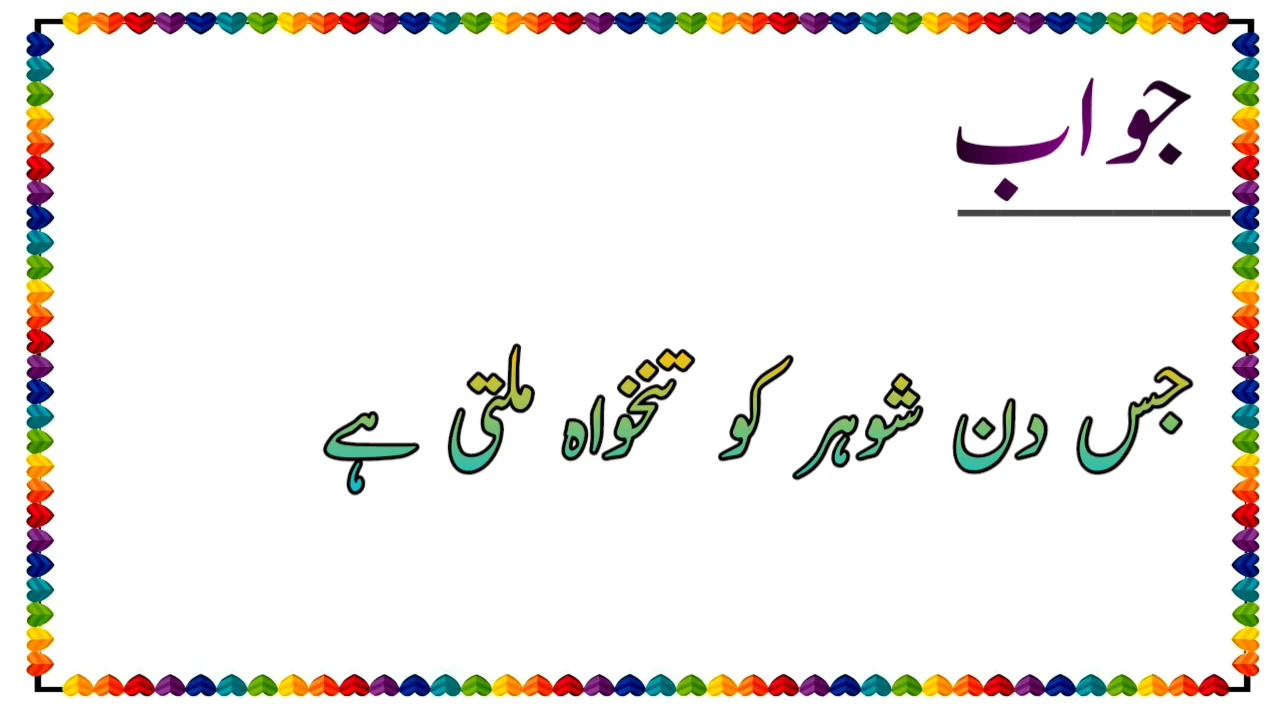 جواب
جس دن شوہر کو تنخواہ ملتی ہے